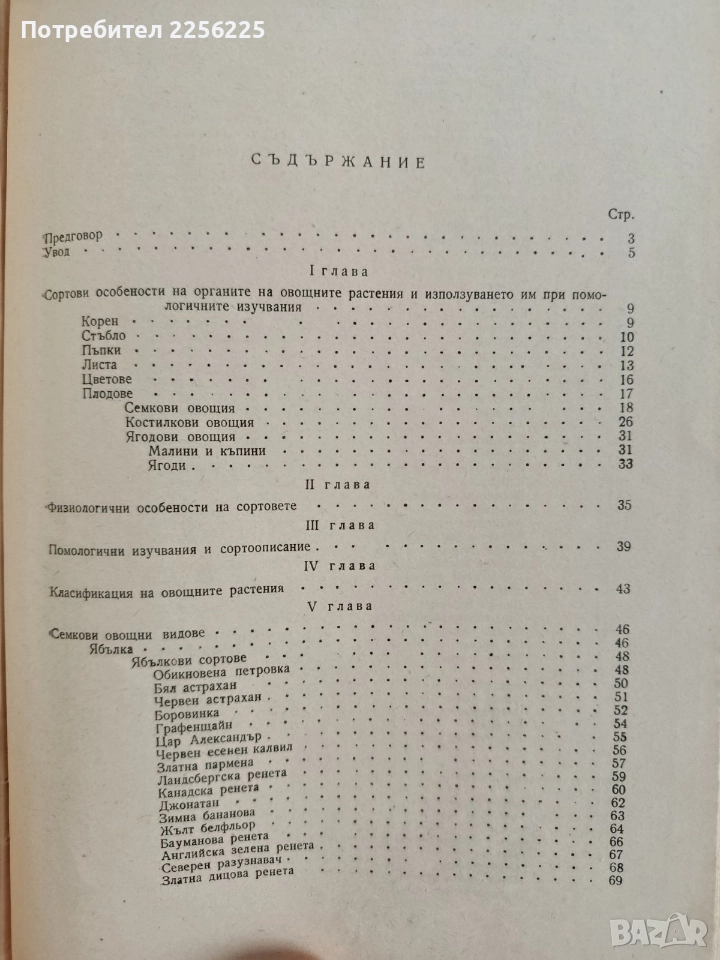 Потребител 2256225
СЪДЪРЖАНИЕ
Стр.
Предговор 3
Увод 5
I глава
Сортови особености на органите на овощните растения и използуването им при помо-
логичните изучвания 9
Корен 9
Стъбло 10
Пъпки 12
Листа 13
Цветове 16
Плодове 17
Семкови овощия 18
Костилкови овощия 26
Ягодови овощия 31
Малини и къпини 31
Ягоди 33
II глава
Физиологични особености на сортовете 35
III глава
Помологични изучвания и сортоописание 39
IV глава
Класификация на овощните растения 43
V глава
Семкови овощни видове 46
Ябълка 46
Ябълкови сортове 48
Обикновена петровка 48
Бял астрахан 50
Червен астрахан 51
Боровинка 52
Графенщайн 54
Цар Александър 55
Червен есенен калвил 56
Златна пармена 57
Ландсбергска ренета 59
Канадска ренета 60
Джонатан 62
Зимна бананова 63
Жълт белфльор 64
Бауманова ренета 66
Английска зелена ренета 67
Северен разузнавач 68
Златна дицова ренета 69
BAZAR